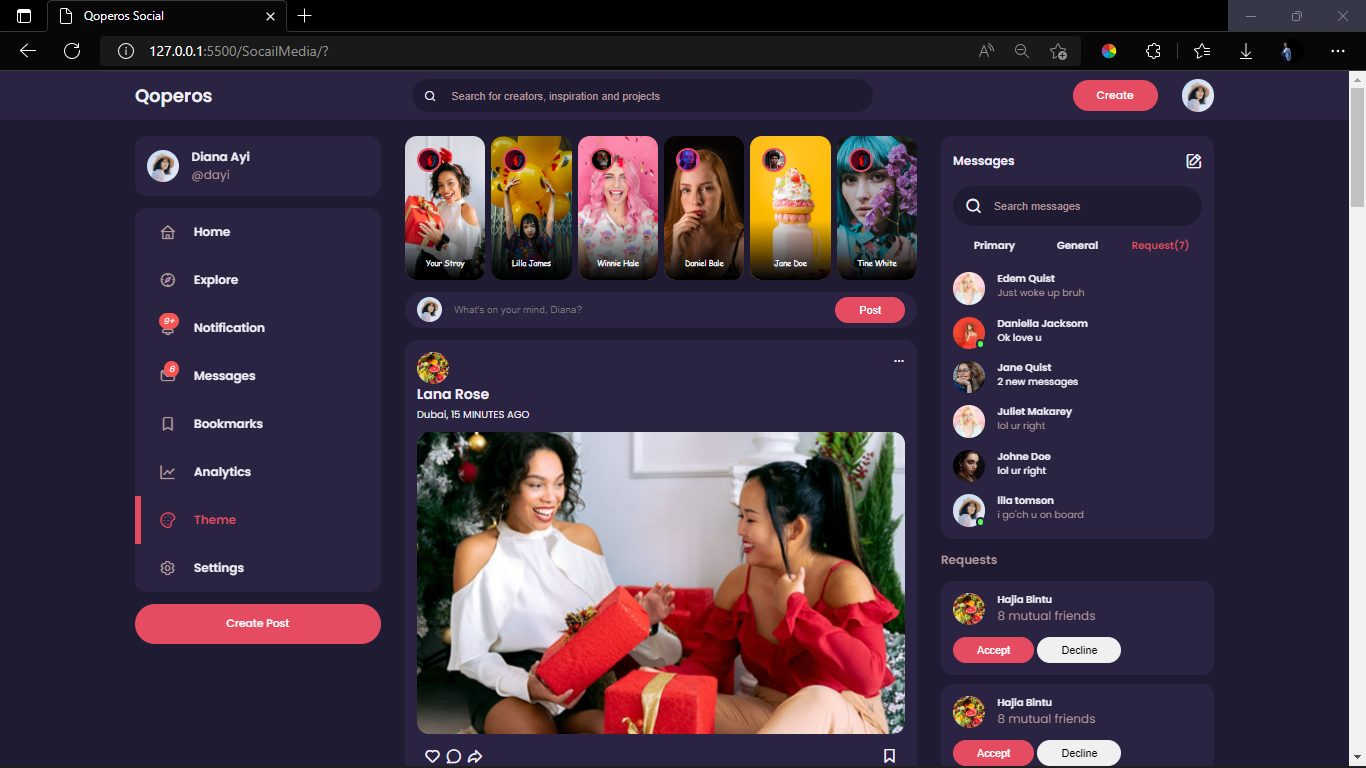 Qoperos Social
127.0.0.1:5500/SocailMedia/?
Qoperos
Search for creators, inspiration and projects
Create
Diana Ayi
@dayi
Home
Explore
9+
Notification
6
Messages
Bookmarks
Analytics
Theme
Settings
Create Post
Your Stroy
Lilla James
Winnie Hale
Daniel Bale
Jane Doe
Tine White
What's on your mind, Diana?
Post
Lana Rose
Dubai, 15 MINUTES AGO
Messages
Search messages
Primary General Request(7)
Edem Quist
Just woke up bruh
Daniella Jacksom
Ok love u
Jane Quist
2 new messages
Juliet Makarey
lol ur right
Johne Doe
lol ur right
lila tomson
i go'ch u on board
Requests
Hajia Bintu
8 mutual friends
Accept Decline
Hajia Bintu
8 mutual friends
Accept Decline